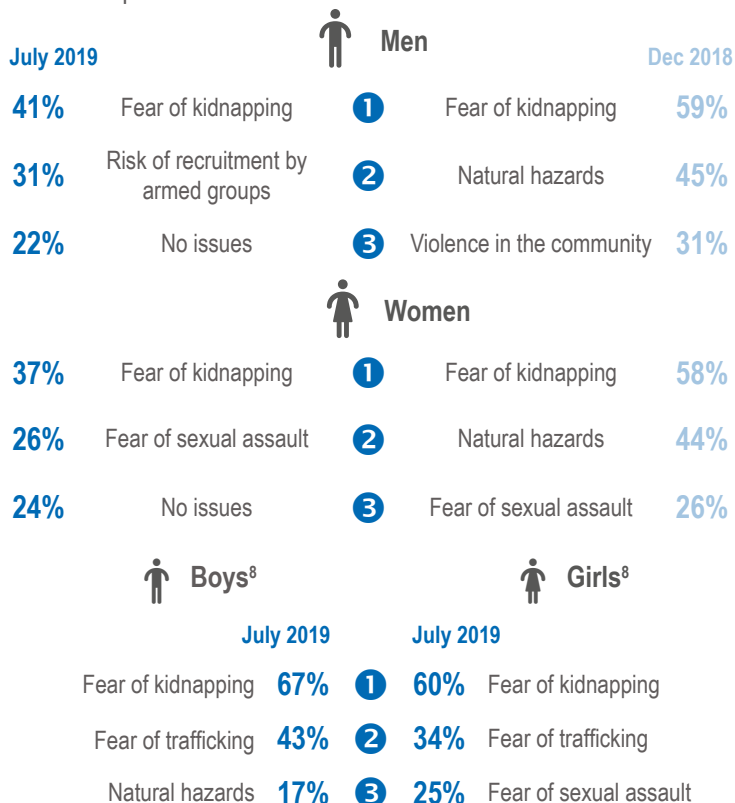 Men
July 2019 Dec 2018
41% Fear of kidnapping 1 Fear of kidnapping 59%
31% Risk of recruitment by armed groups 2 Natural hazards 45%
22% No issues 3 Violence in the community 31%
Women
37% Fear of kidnapping 1 Fear of kidnapping 58%
26% Fear of sexual assault 2 Natural hazards 44%
24% No issues 3 Fear of sexual assault 26%
Boys⁸ Girls⁸
July 2019 July 2019
Fear of kidnapping 67% 1 60% Fear of kidnapping
Fear of trafficking 43% 2 34% Fear of trafficking
Natural hazards 17% 3 25% Fear of sexual assault